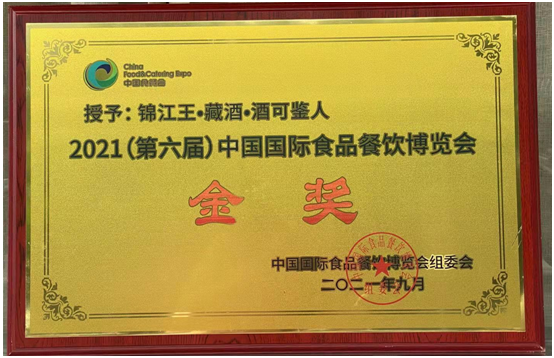 China
Food&Catering Expo
中国食餐会
授予：锦江王·藏酒·酒可鉴人
2021（第六届）中国国际食品餐饮博览会
金奖
中国国际食品餐饮博览会组委会
二〇二一年九月